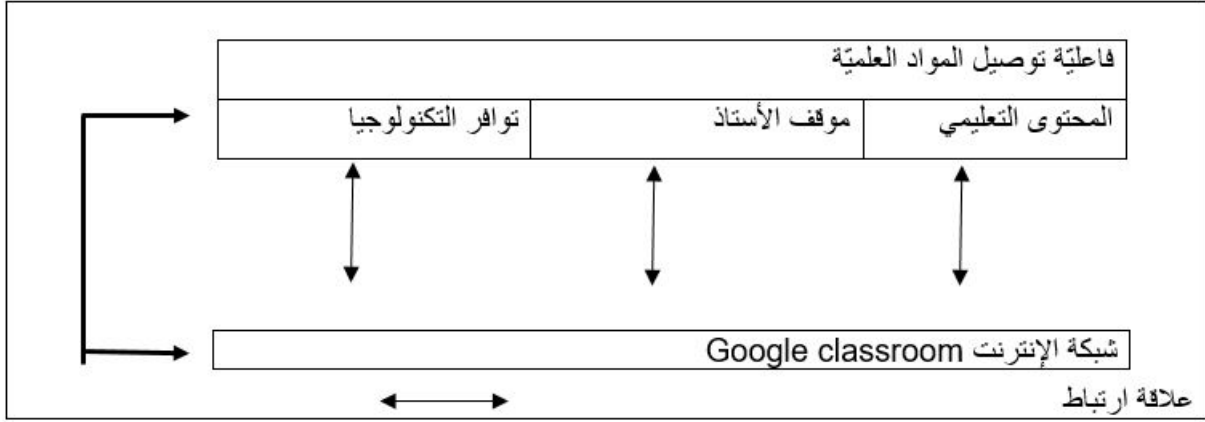 فاعليّة توصيل المواد العلميّة
المحتوى التعليمي موقف الأستاذ توافر التكنولوجيا
شبكة الإنترنت Google classroom
علاقة ارتباط